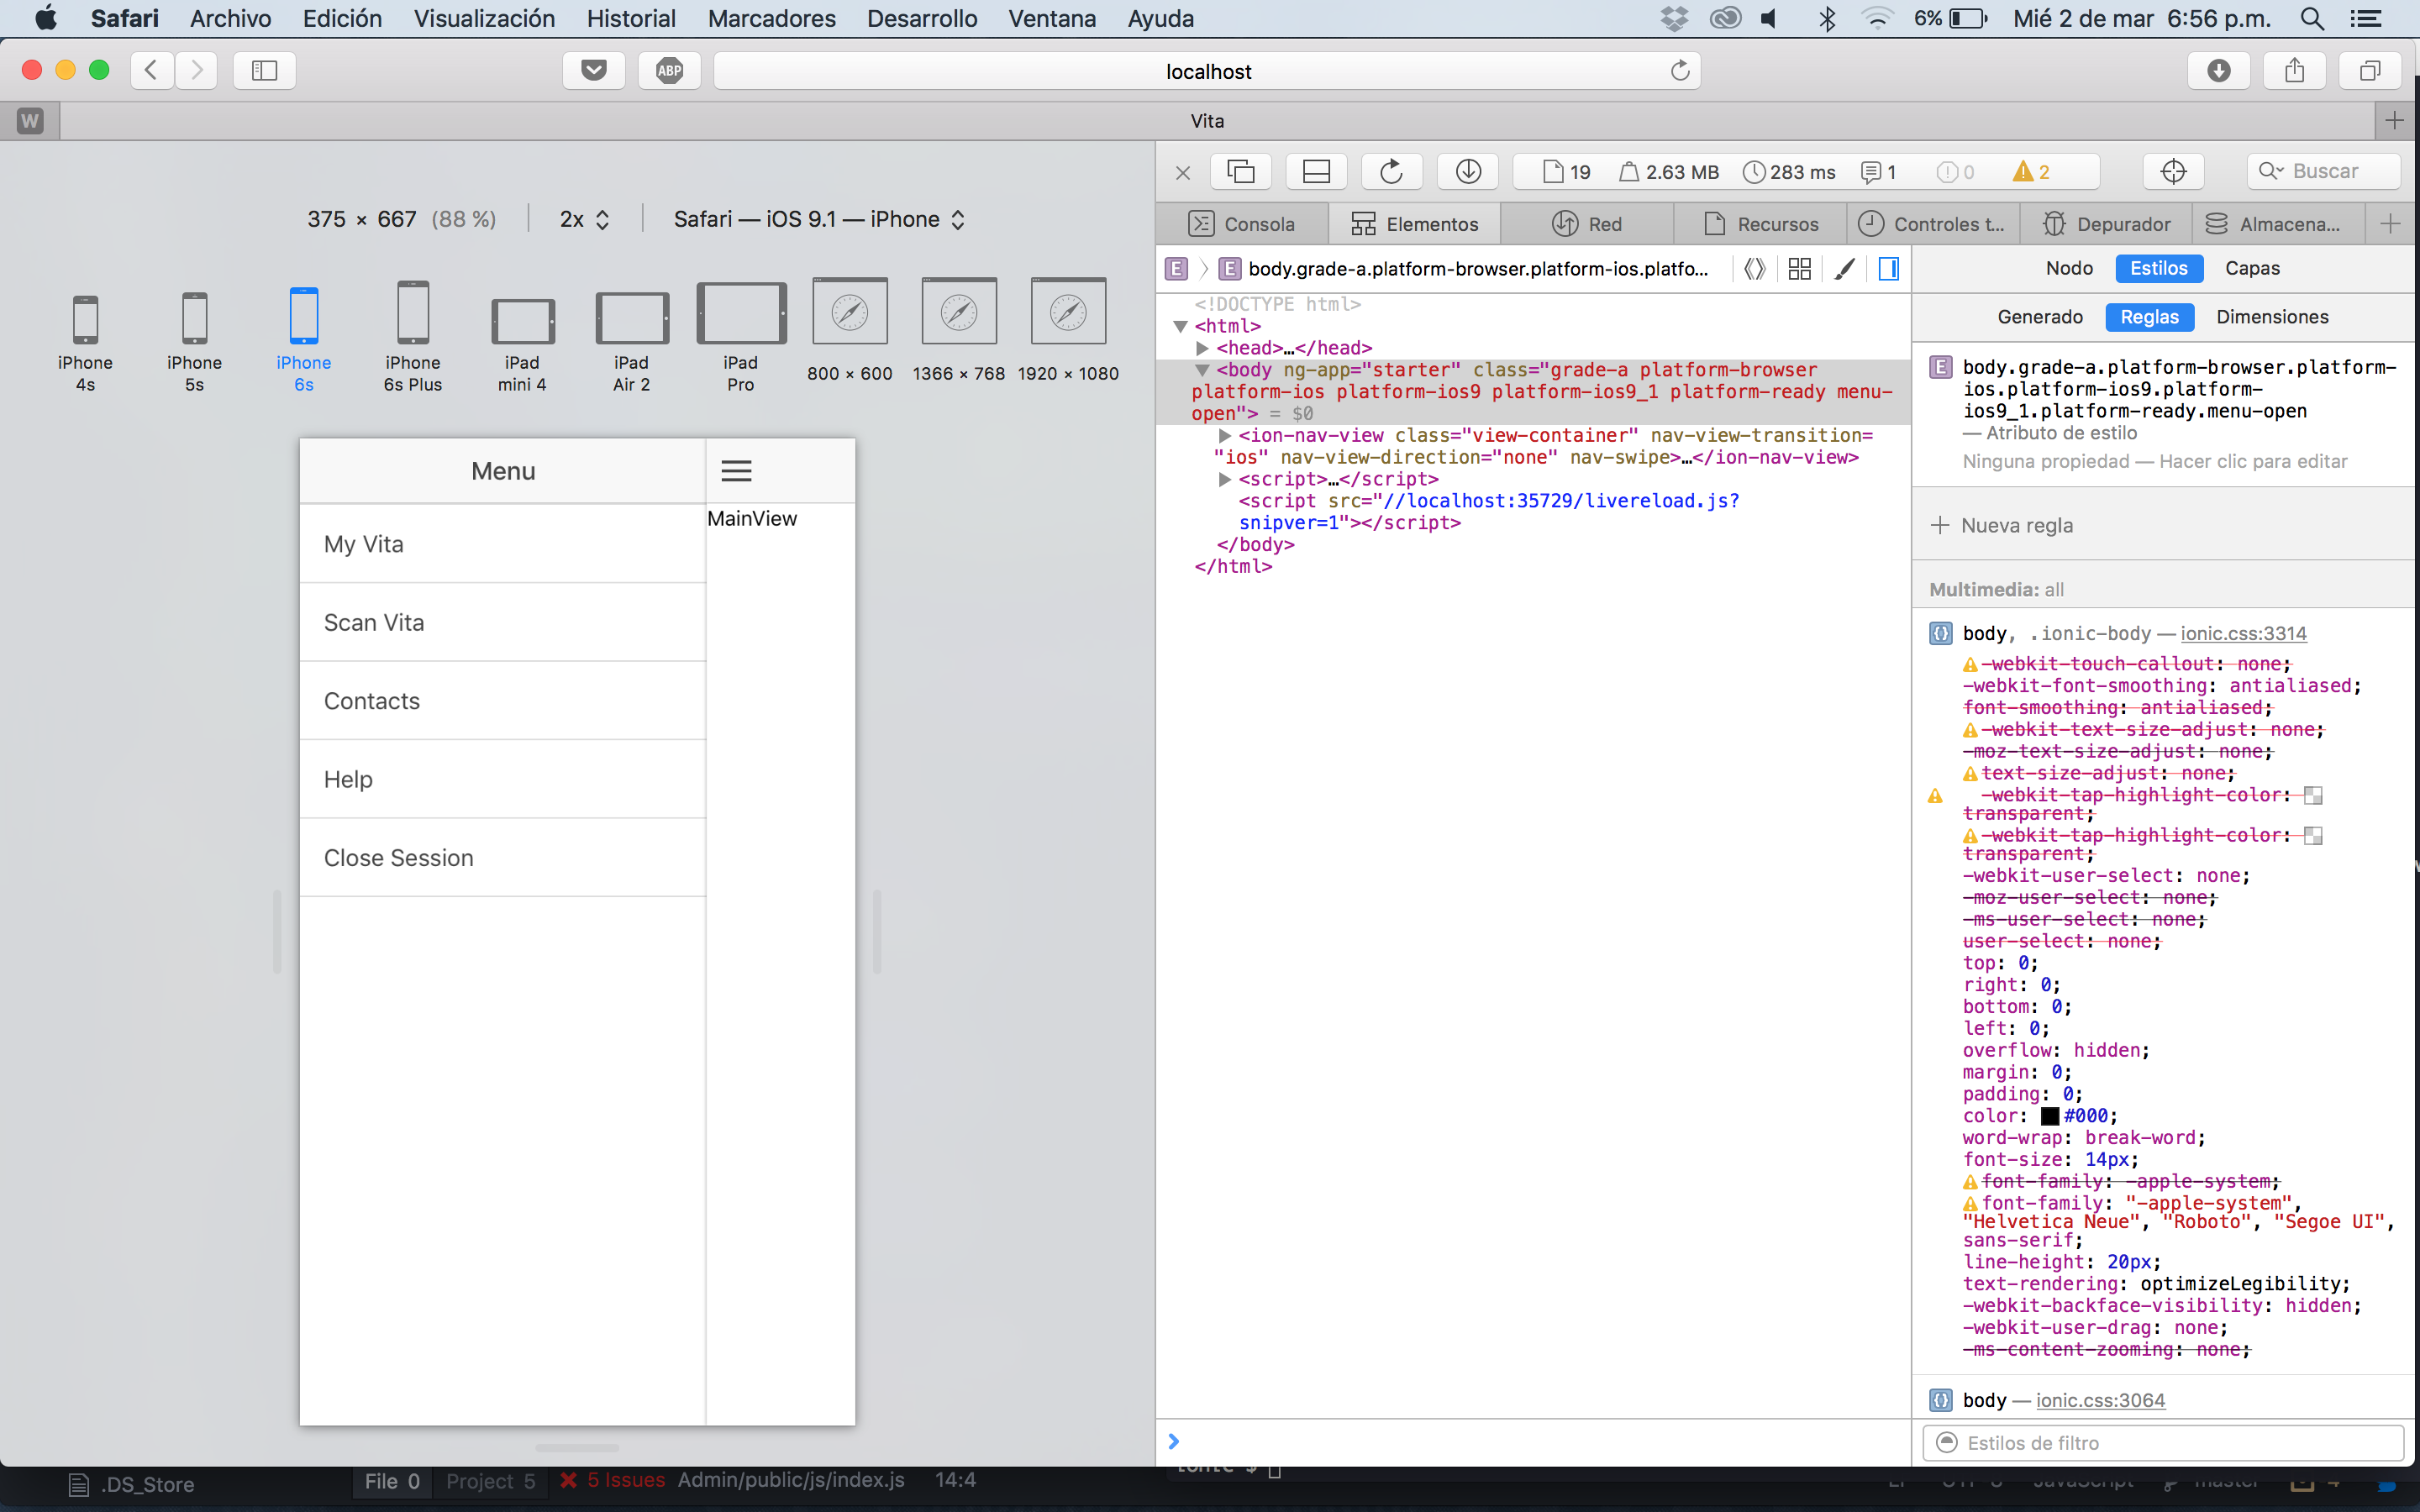 Safari Archivo Edición Visualización Historial Marcadores Desarrollo Ventana Ayuda 6% Mié 2 de mar 6:56 p.m.
ABP localhost
W Vita
375 × 667 (88 %) 2x Safari — iOS 9.1 — iPhone
iPhone 4s
iPhone 5s
iPhone 6s
iPhone 6s Plus
iPad mini 4
iPad Air 2
iPad Pro
800 × 600
1366 × 768
1920 × 1080
Menu
My Vita
Scan Vita
Contacts
Help
Close Session
MainView
19 2.63 MB 283 ms 1 0 2 Buscar
Consola Elementos Red Recursos Controles t... Depurador Almacena...
E E body.grade-a.platform-browser.platform-ios.platfo...
<!DOCTYPE html>
<html>
<head>…</head>
<body ng-app="starter" class="grade-a platform-browser
platform-ios platform-ios9 platform-ios9_1 platform-ready menu-
open"> = $0
<ion-nav-view class="view-container" nav-view-transition=
"ios" nav-view-direction="none" nav-swipe>…</ion-nav-view>
<script>…</script>
<script src="//localhost:35729/livereload.js?
snipver=1"></script>
</body>
</html>
Nodo Estilos Capas
Generado Reglas Dimensiones
E body.grade-a.platform-browser.platform-
ios.platform-ios9.platform-
ios9_1.platform-ready.menu-open
— Atributo de estilo
Ninguna propiedad — Hacer clic para editar
+ Nueva regla
Multimedia: all
body, .ionic-body — ionic.css:3314
-webkit-touch-callout: none;
-webkit-font-smoothing: antialiased;
font-smoothing: antialiased;
-webkit-text-size-adjust: none;
-moz-text-size-adjust: none;
text-size-adjust: none;
-webkit-tap-highlight-color:
transparent;
-webkit-tap-highlight-color:
transparent;
-webkit-user-select: none;
-moz-user-select: none;
-ms-user-select: none;
user-select: none;
top: 0;
right: 0;
bottom: 0;
left: 0;
overflow: hidden;
margin: 0;
padding: 0;
color: #000;
word-wrap: break-word;
font-size: 14px;
font-family: -apple-system;
font-family: "-apple-system",
"Helvetica Neue", "Roboto", "Segoe UI",
sans-serif;
line-height: 20px;
text-rendering: optimizeLegibility;
-webkit-backface-visibility: hidden;
-webkit-user-drag: none;
-ms-content-zooming: none;
body — ionic.css:3064
Estilos de filtro
.DS_Store File 0 Project 5 5 Issues Admin/public/js/index.js 14:4